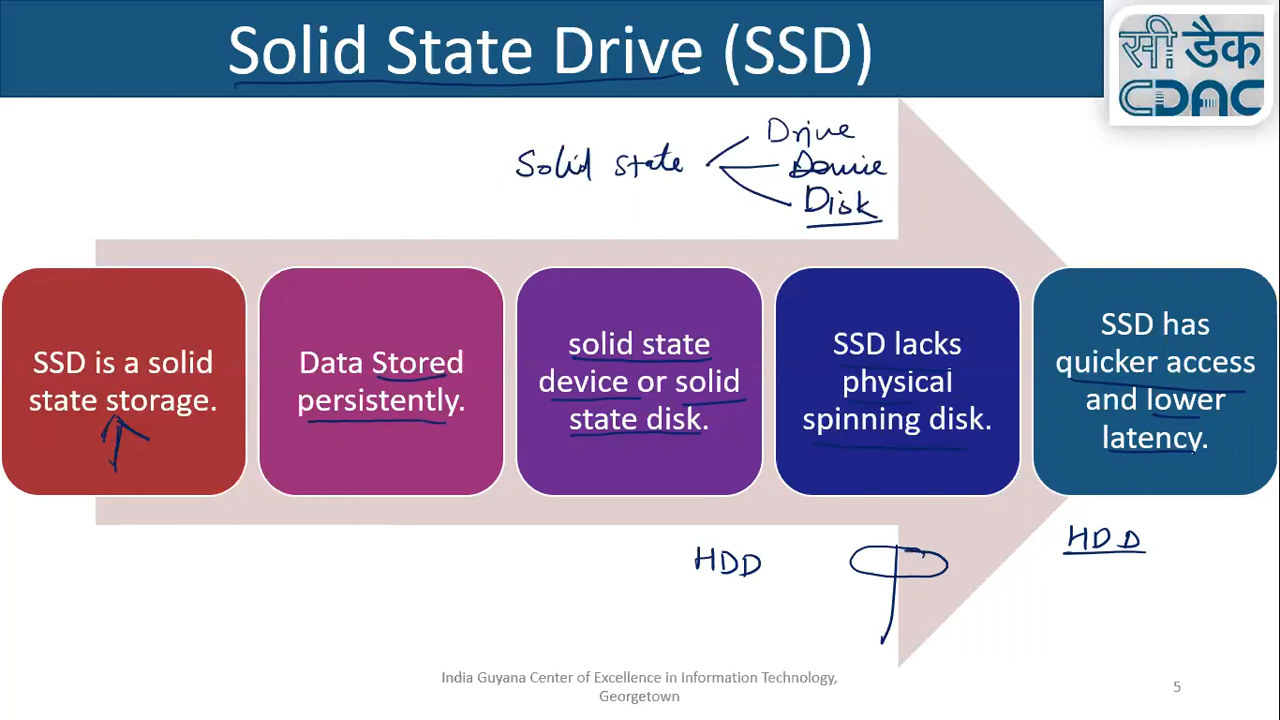 Solid State Drive (SSD)
सी डैक
CDAC
Solid state
Drive
Device
Disk
SSD is a solid
state storage.
Data Stored
persistently.
solid state
device or solid
state disk.
SSD lacks
physical
spinning disk.
SSD has
quicker access
and lower
latency.
HDD
HDD
India Guyana Center of Excellence in Information Technology,
Georgetown
5